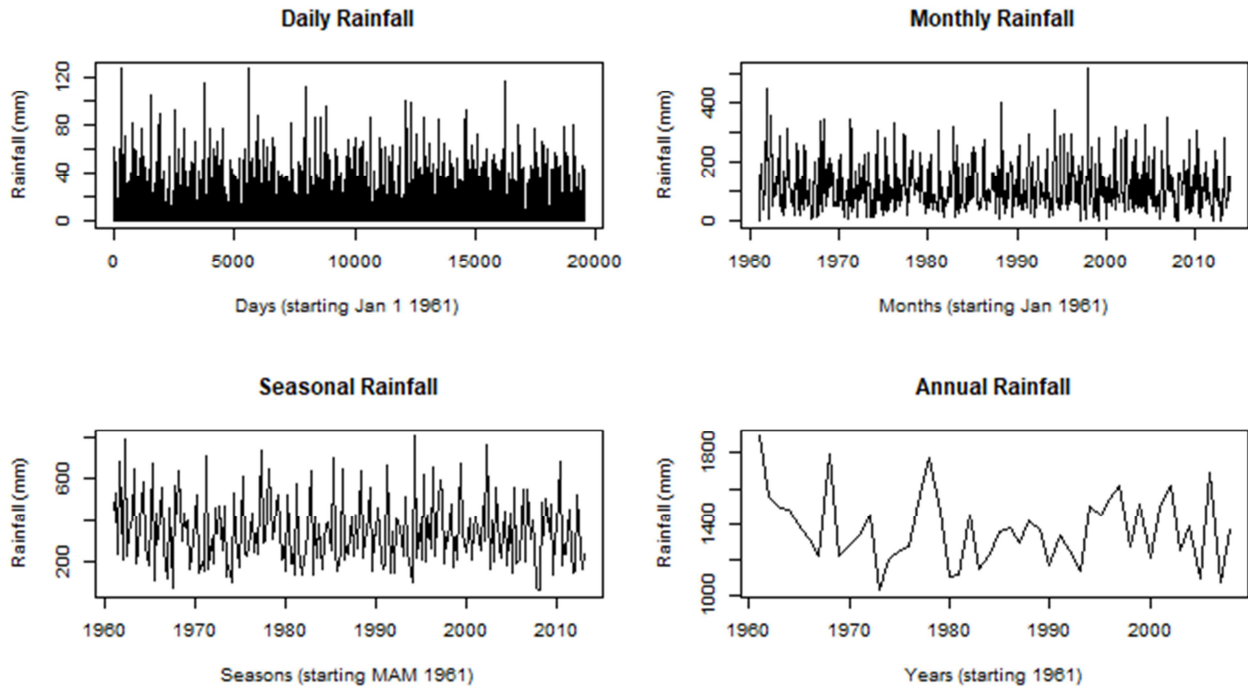 Daily Rainfall
Rainfall (mm)
120
80
40
0
0 5000 10000 15000 20000
Days (starting Jan 1 1961)
Monthly Rainfall
Rainfall (mm)
400
200
0
1960 1970 1980 1990 2000 2010
Months (starting Jan 1961)
Seasonal Rainfall
Rainfall (mm)
600
200
1960 1970 1980 1990 2000 2010
Seasons (starting MAM 1961)
Annual Rainfall
Rainfall (mm)
1800
1400
1000
1960 1970 1980 1990 2000
Years (starting 1961)